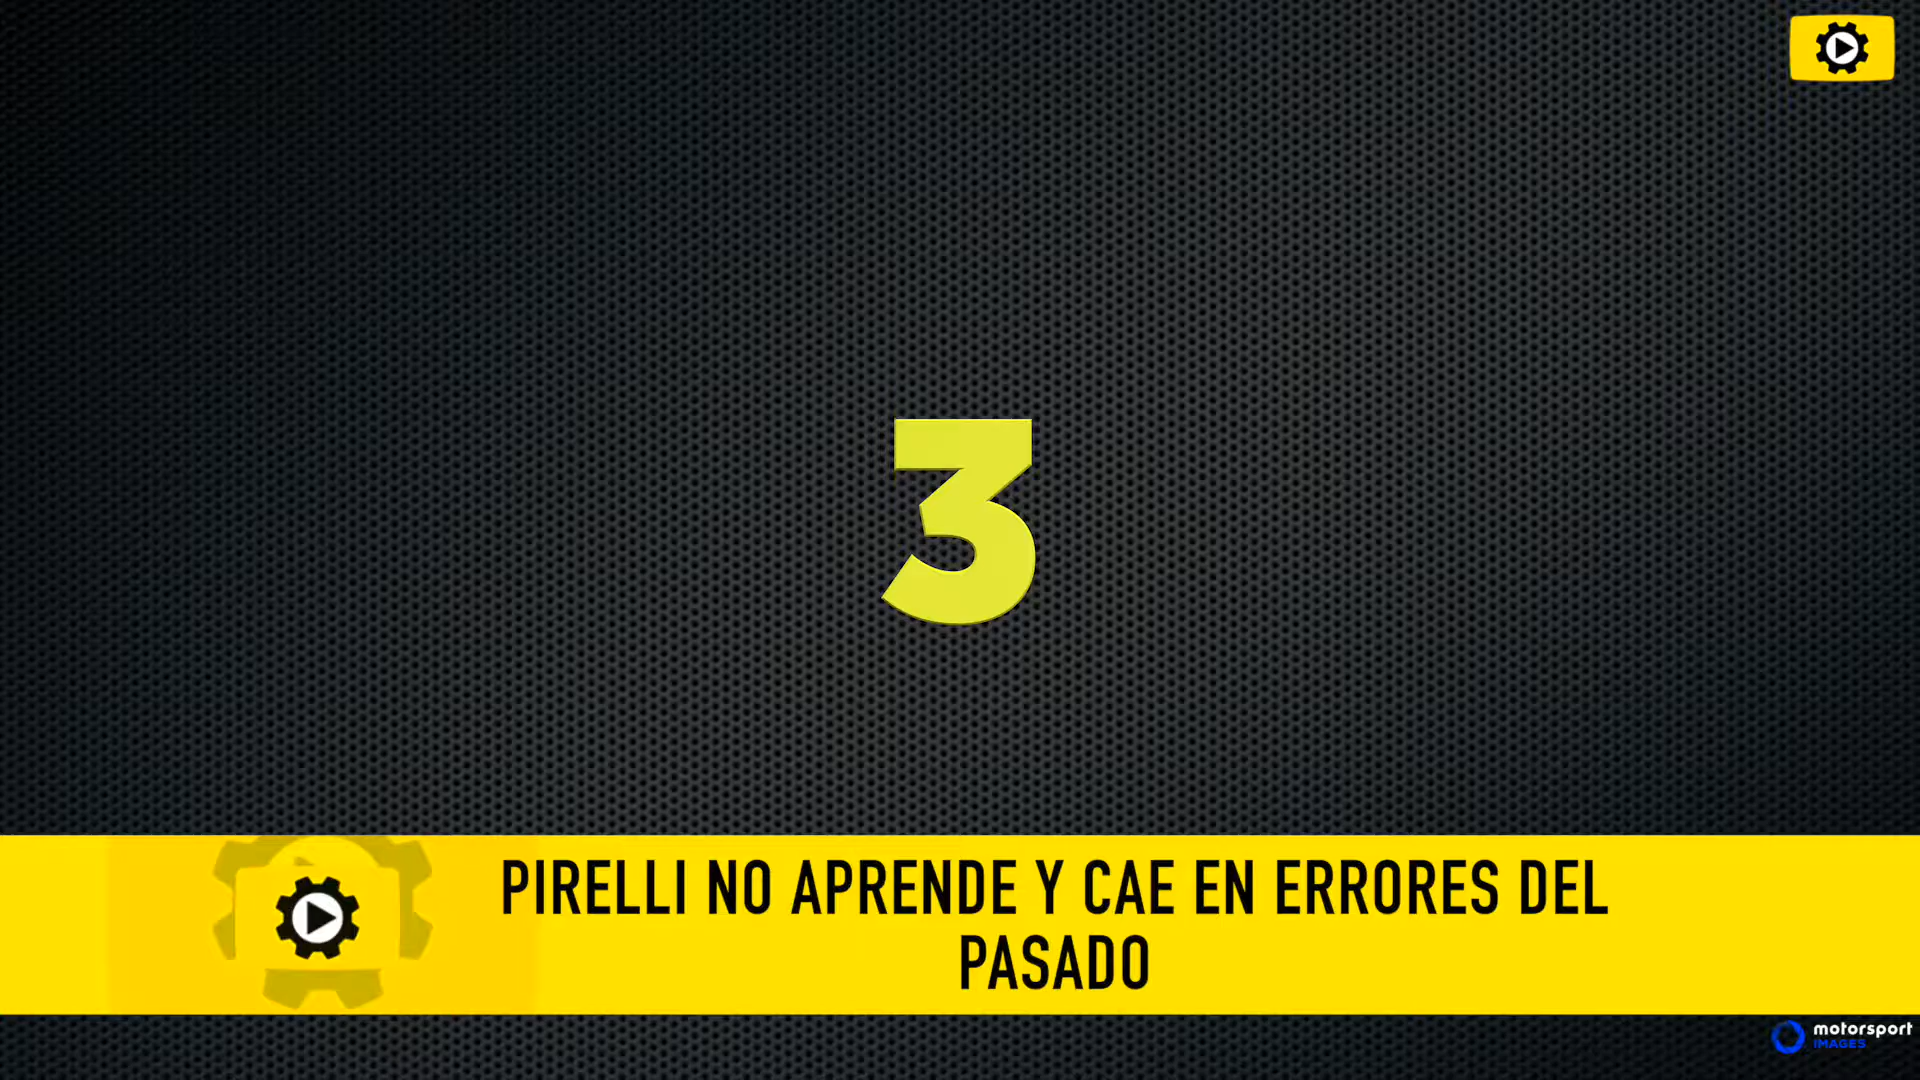 3
PIRELLI NO APRENDE Y CAE EN ERRORES DEL
PASADO
motorsport
IMAGES